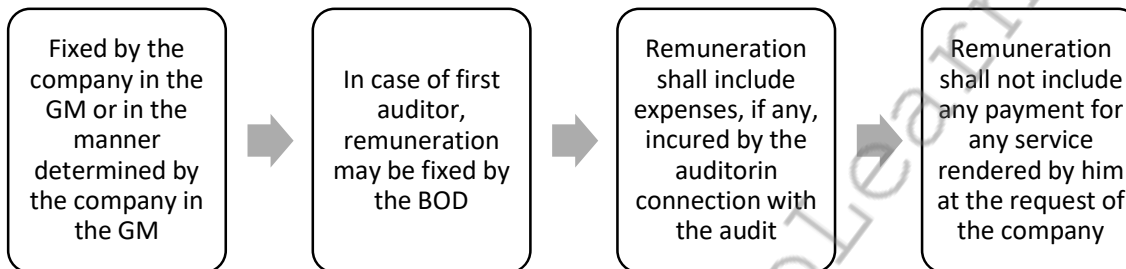 Fixed by the
company in the
GM or in the
manner
determined by
the company in
the GM
In case of first
auditor,
remuneration
may be fixed by
the BOD
Remuneration
shall include
expenses, if any,
incured by the
auditorin
connection with
the audit
Remuneration
shall not include
any payment for
any service
rendered by him
at the request of
the company